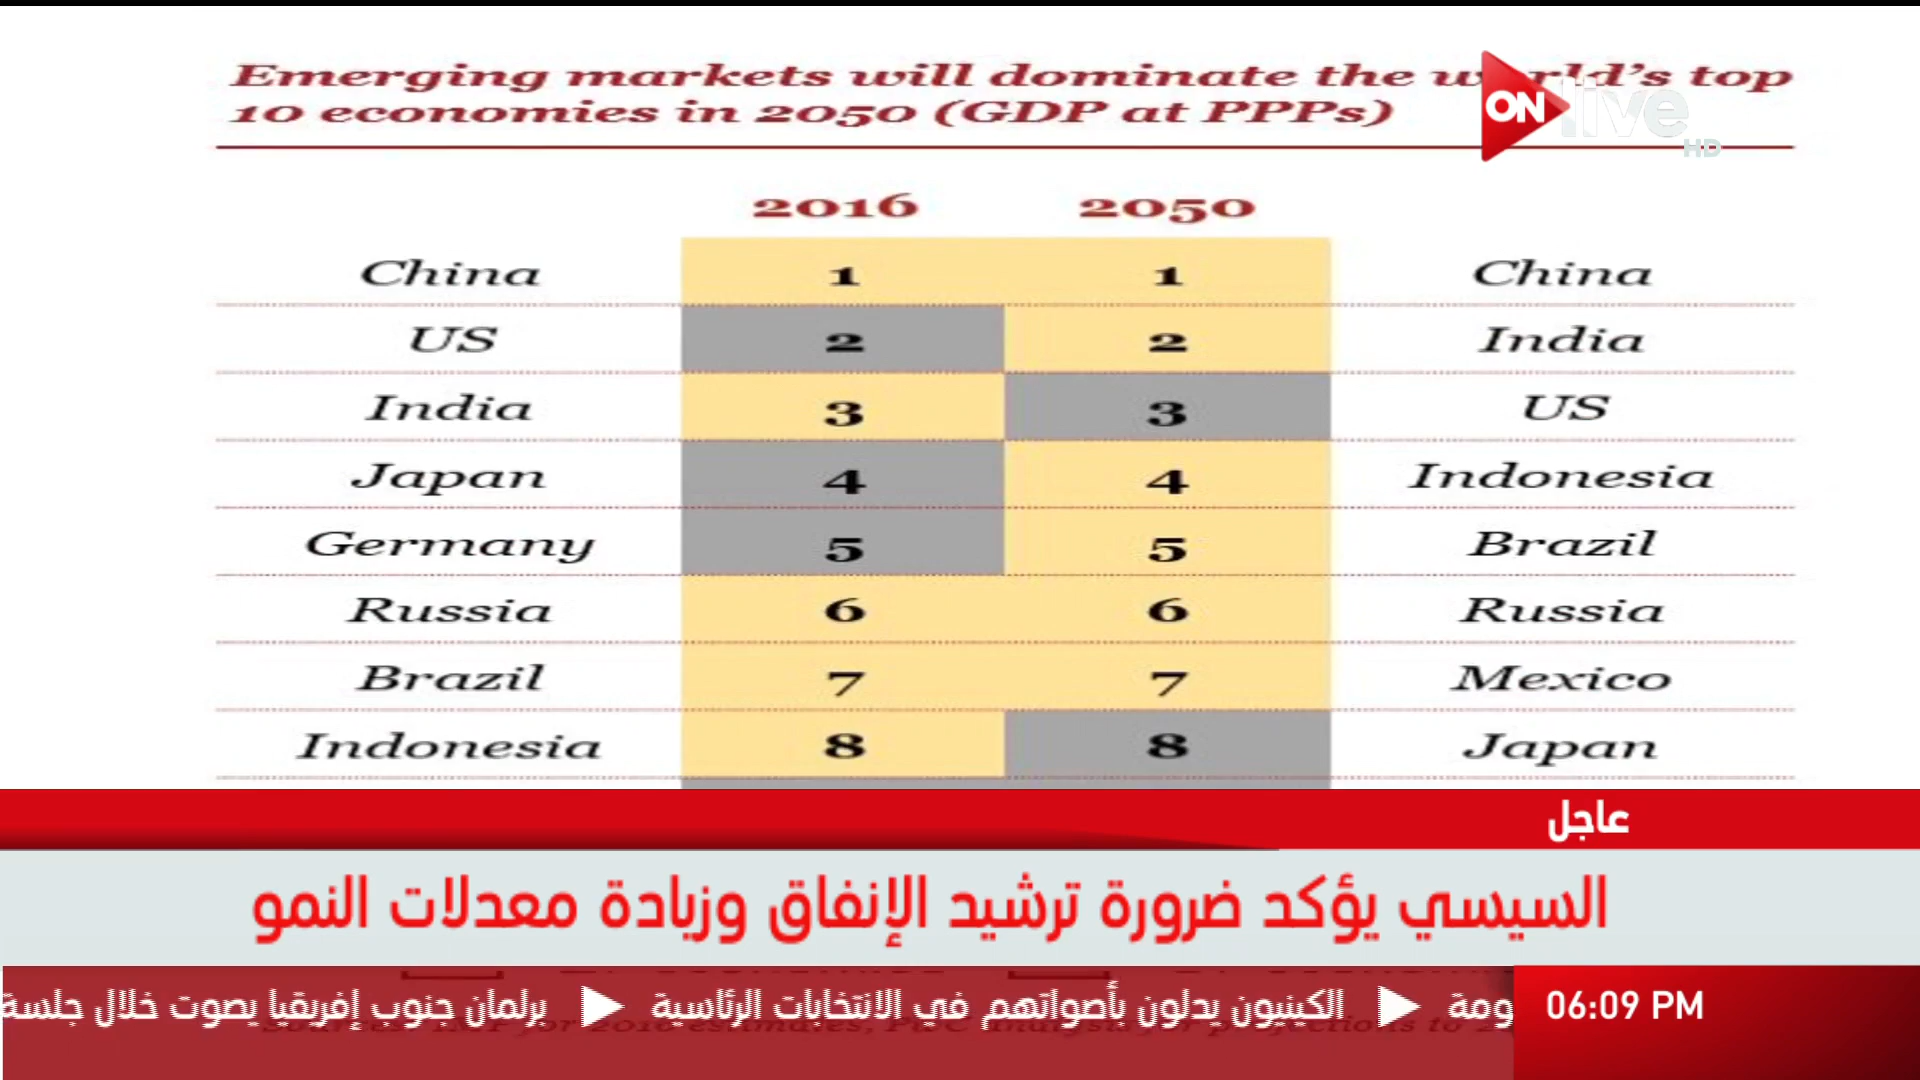 Emerging markets will dominate the world's top
10 economies in 2050 (GDP at PPPs)
ON live
HD
2016 2050
China 1 1 China
US 2 2 India
India 3 3 US
Japan 4 4 Indonesia
Germany 5 5 Brazil
Russia 6 6 Russia
Brazil 7 7 Mexico
Indonesia 8 8 Japan
عاجل
السيسي يؤكد ضرورة ترشيد الإنفاق وزيادة معدلات النمو
ومة ◀ الكينيون يدلون بأصواتهم في الانتخابات الرئاسية ◀ برلمان جنوب إفريقيا يصوت خلال جلسة
06:09 PM